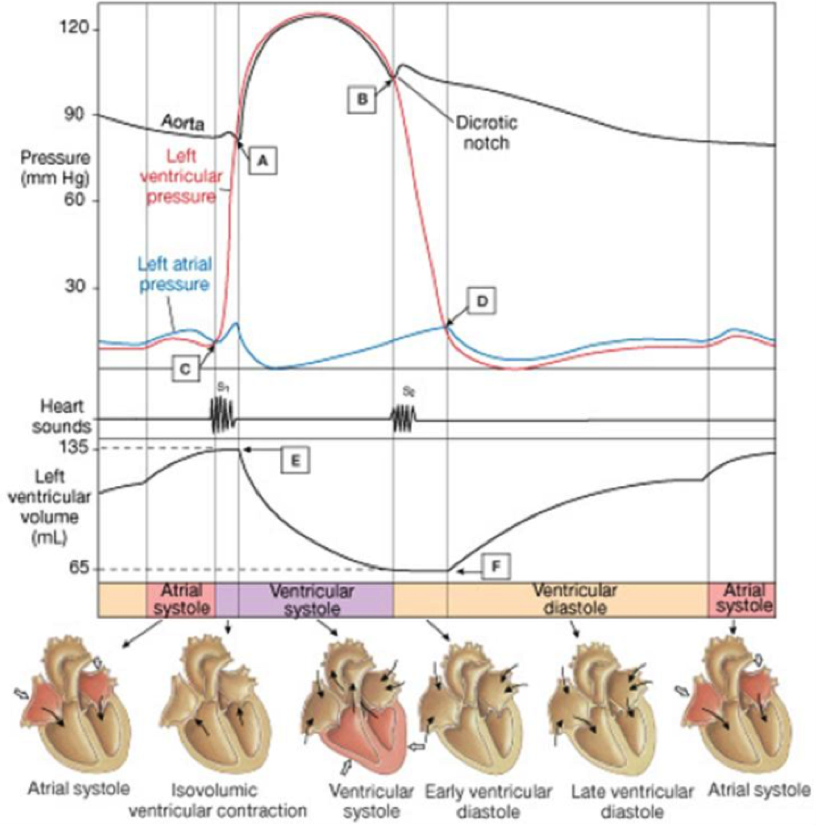 120
90
Aorta
A
B
Dicrotic
notch
Pressure
(mm Hg)
Left
ventricular
pressure
60
Left atrial
pressure
30
D
C
S₁
S₂
Heart
sounds
135
E
Left
ventricular
volume
(mL)
65
F
Atrial
systole
Ventricular
systole
Ventricular
diastole
Atrial
systole
Atrial systole
Isovolumic
ventricular contraction
Ventricular
systole
Early ventricular
diastole
Late ventricular
diastole
Atrial systole